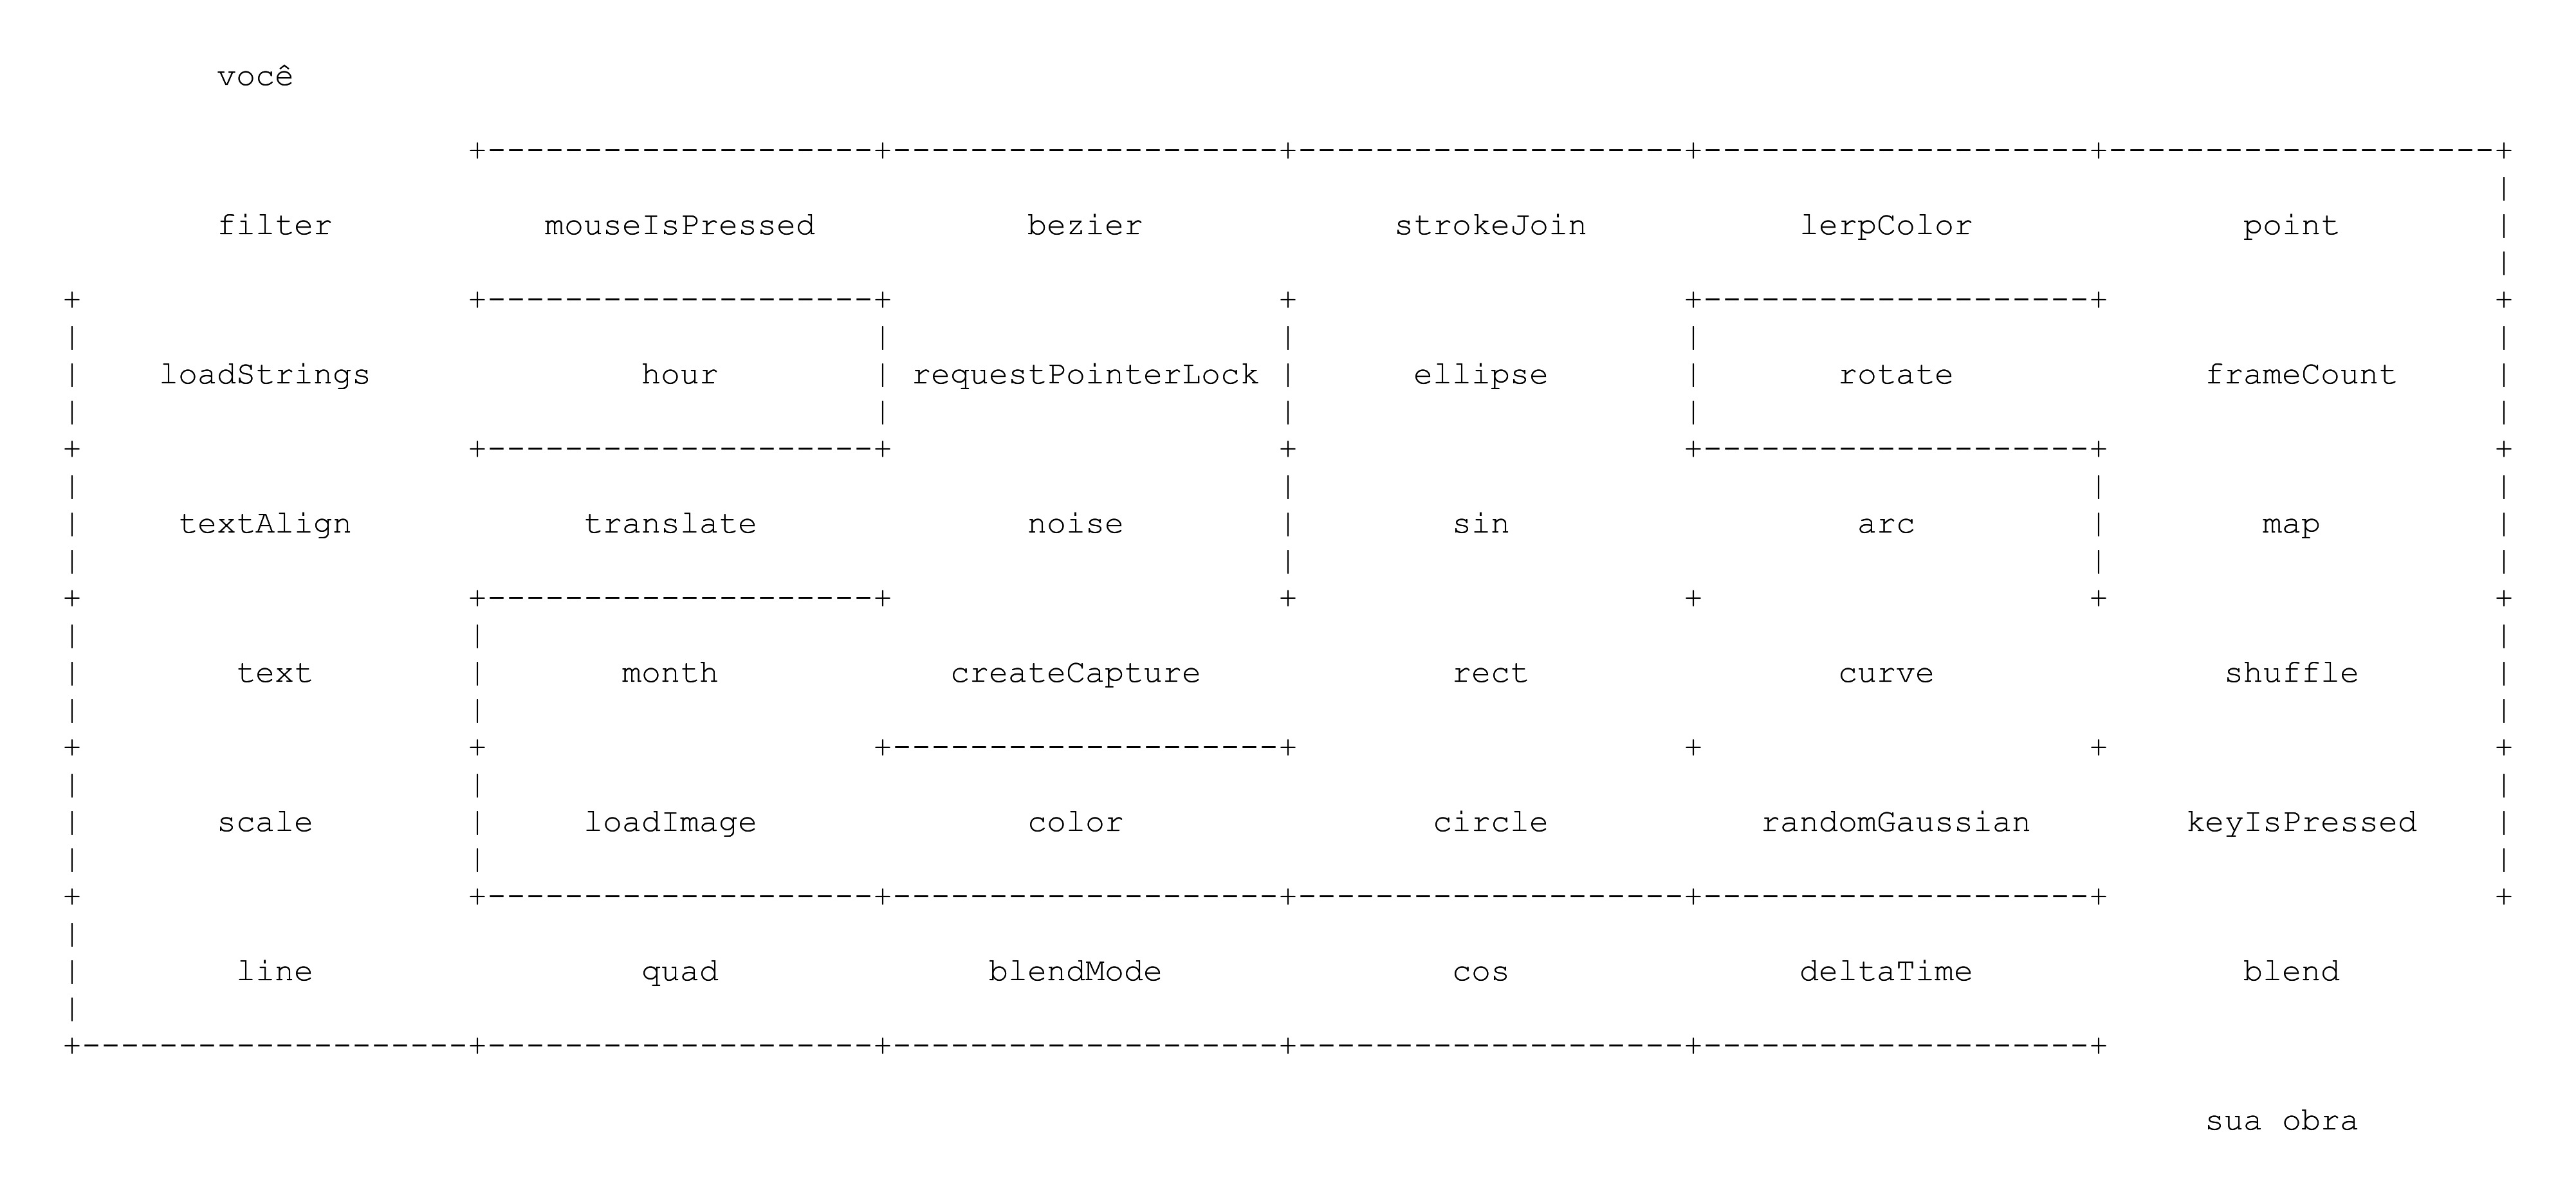 você
filter mouseIsPressed bezier strokeJoin lerpColor point
loadStrings hour requestPointerLock ellipse rotate frameCount
textAlign translate noise sin arc map
text month createCapture rect curve shuffle
scale loadImage color circle randomGaussian keyIsPressed
line quad blendMode cos deltaTime blend
sua obra